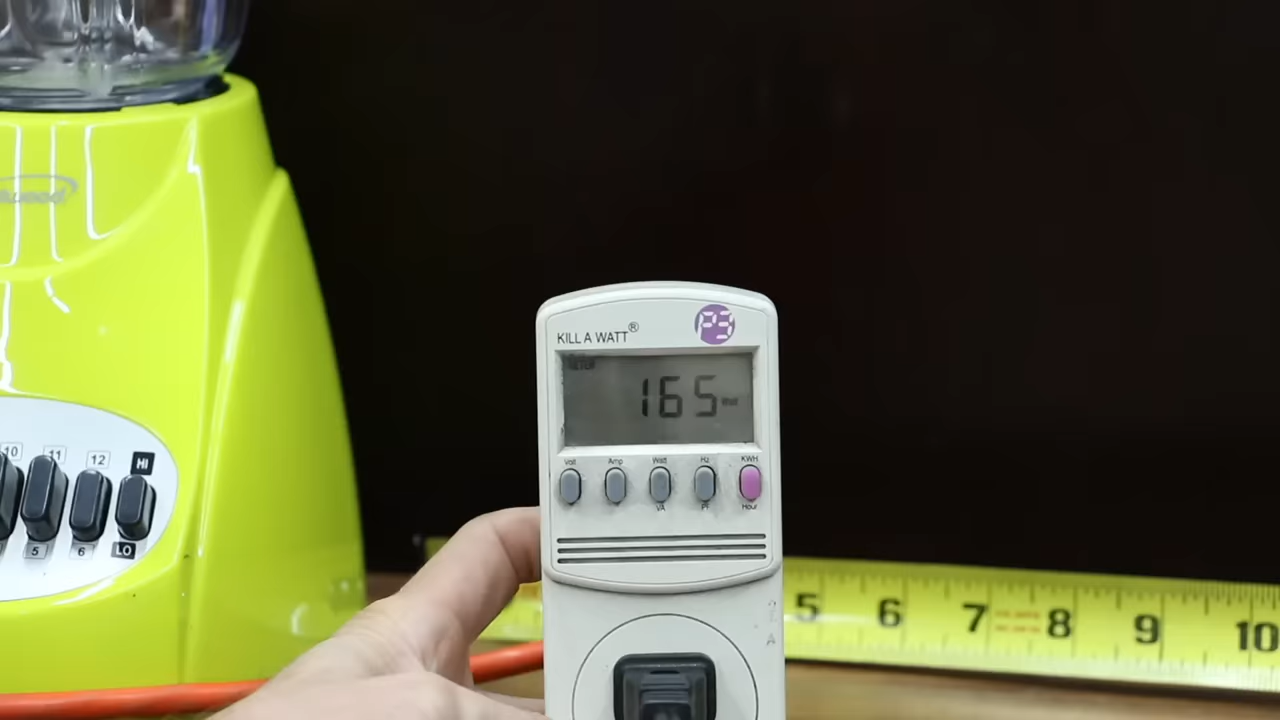 KILL A WATT®
P3
165
Volt Amp Watt Hz KWH
VA PF Hour
10 11 12 HI
5 6 LO
5 6 7 8 9 10